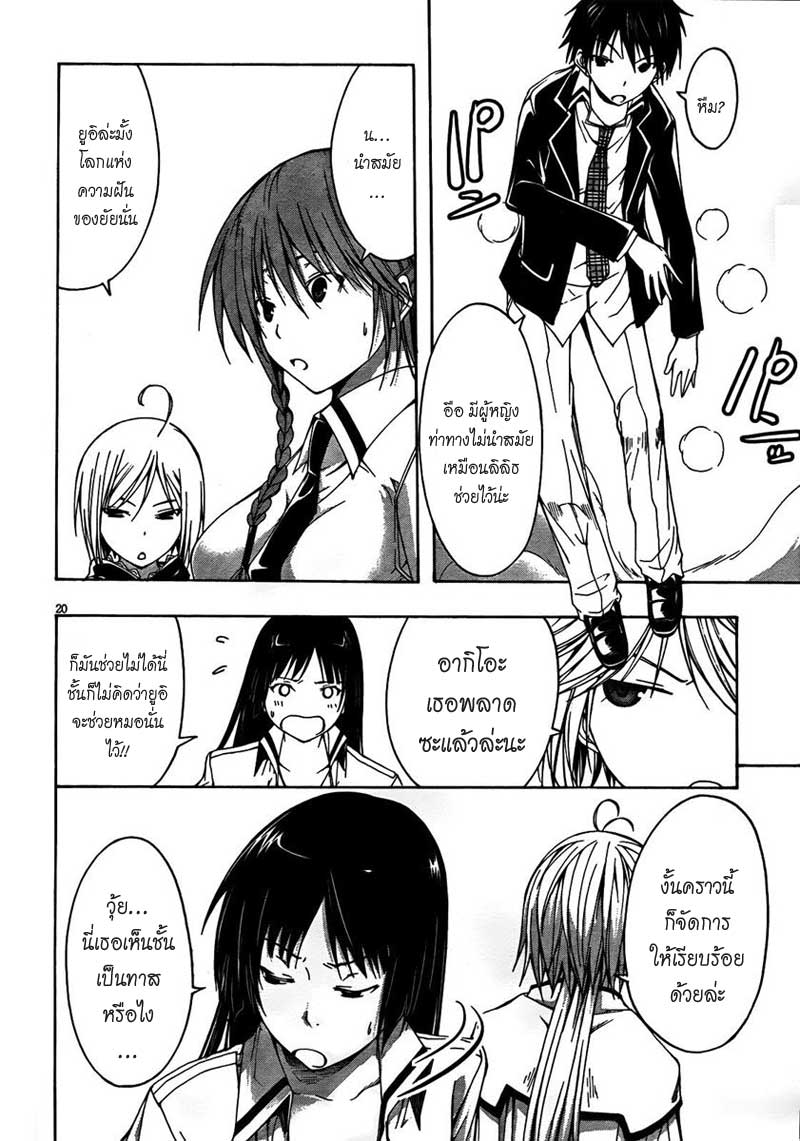 หืม?
ปุ
ปุ
อือ มีผู้หญิง
ท่าทางไม่นำสมัย
เหมือนลิลิธ
ช่วยไว้น่ะ
น...
นำสมัย
...
ยูอิล่ะมั้ง
โลกแห่ง
ความฝัน
ของยัยนั่น
20
อากิโอะ
เธอพลาด
ซะแล้วล่ะนะ
ก็มันช่วยไม่ได้นี่
ชั้นก็ไม่คิดว่ายูอิ
จะช่วยหมอนั่น
ไว้!!
งั้นคราวนี้
ก็จัดการ
ให้เรียบร้อย
ด้วยล่ะ
วุ้ย...
นี่เธอเห็นชั้น
เป็นทาส
หรือไง
...